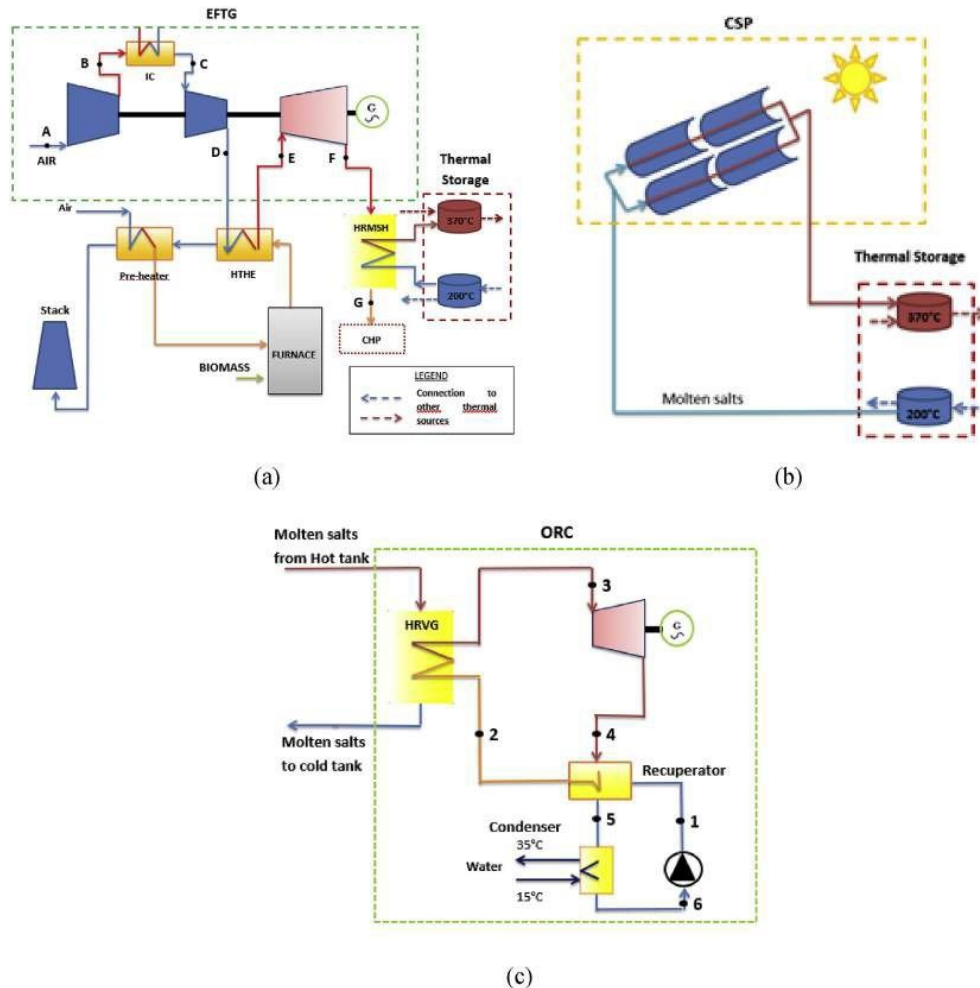 EFTG
B
C
IC
A
AIR
D
E
F
G
Thermal
Storage
370°C
200°C
HRMSH
G
CHP
Air
Pre-heater
HTHE
Stack
FURNACE
BIOMASS
LEGEND
Connection to
other thermal
sources
(a)
CSP
Thermal Storage
370°C
200°C
Molten salts
(b)
ORC
Molten salts
from Hot tank
HRVG
3
G
2
4
Molten salts
to cold tank
Recuperator
5
1
Condenser
35°C
Water
15°C
6
(c)